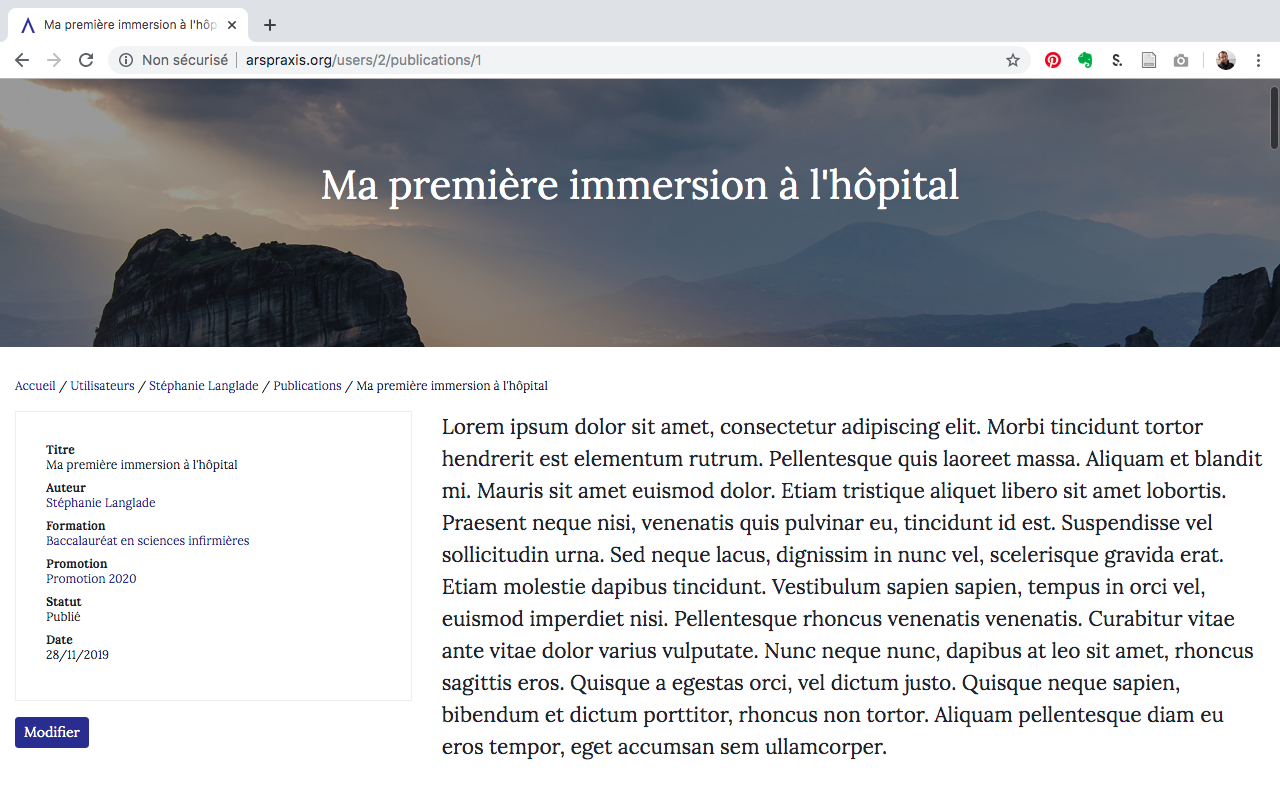 Ma première immersion à l'hôp
Non sécurisé
arspraxis.org/users/2/publications/1
S.
Ma première immersion à l'hôpital
Accueil / Utilisateurs / Stéphanie Langlade / Publications / Ma première immersion à l'hôpital
Titre
Ma première immersion à l'hôpital
Auteur
Stéphanie Langlade
Formation
Baccalauréat en sciences infirmières
Promotion
Promotion 2020
Statut
Publié
Date
28/11/2019
Modifier
Lorem ipsum dolor sit amet, consectetur adipiscing elit. Morbi tincidunt tortor
hendrerit est elementum rutrum. Pellentesque quis laoreet massa. Aliquam et blandit
mi. Mauris sit amet euismod dolor. Etiam tristique aliquet libero sit amet lobortis.
Praesent neque nisi, venenatis quis pulvinar eu, tincidunt id est. Suspendisse vel
sollicitudin urna. Sed neque lacus, dignissim in nunc vel, scelerisque gravida erat.
Etiam molestie dapibus tincidunt. Vestibulum sapien sapien, tempus in orci vel,
euismod imperdiet nisi. Pellentesque rhoncus venenatis venenatis. Curabitur vitae
ante vitae dolor varius vulputate. Nunc neque nunc, dapibus at leo sit amet, rhoncus
sagittis eros. Quisque a egestas orci, vel dictum justo. Quisque neque sapien,
bibendum et dictum porttitor, rhoncus non tortor. Aliquam pellentesque diam eu
eros tempor, eget accumsan sem ullamcorper.